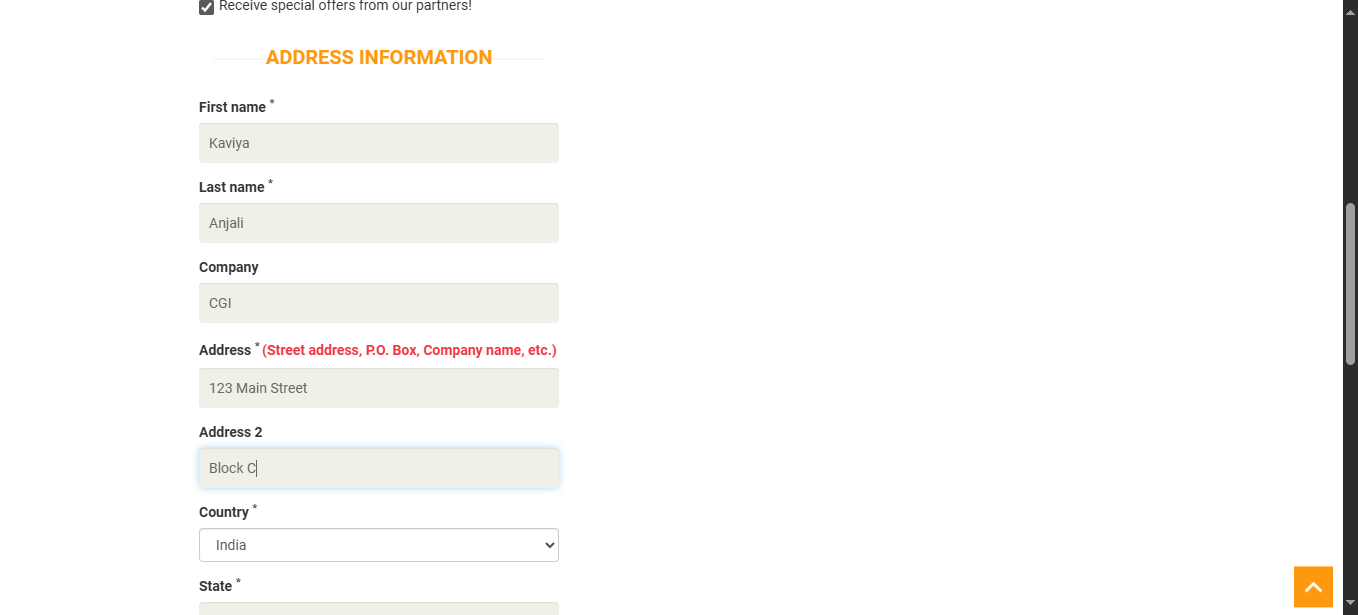 Receive special offers from our partners!
ADDRESS INFORMATION
First name *
Kaviya
Last name *
Anjali
Company
CGI
Address * (Street address, P.O. Box, Company name, etc.)
123 Main Street
Address 2
Block C
Country *
India
State *